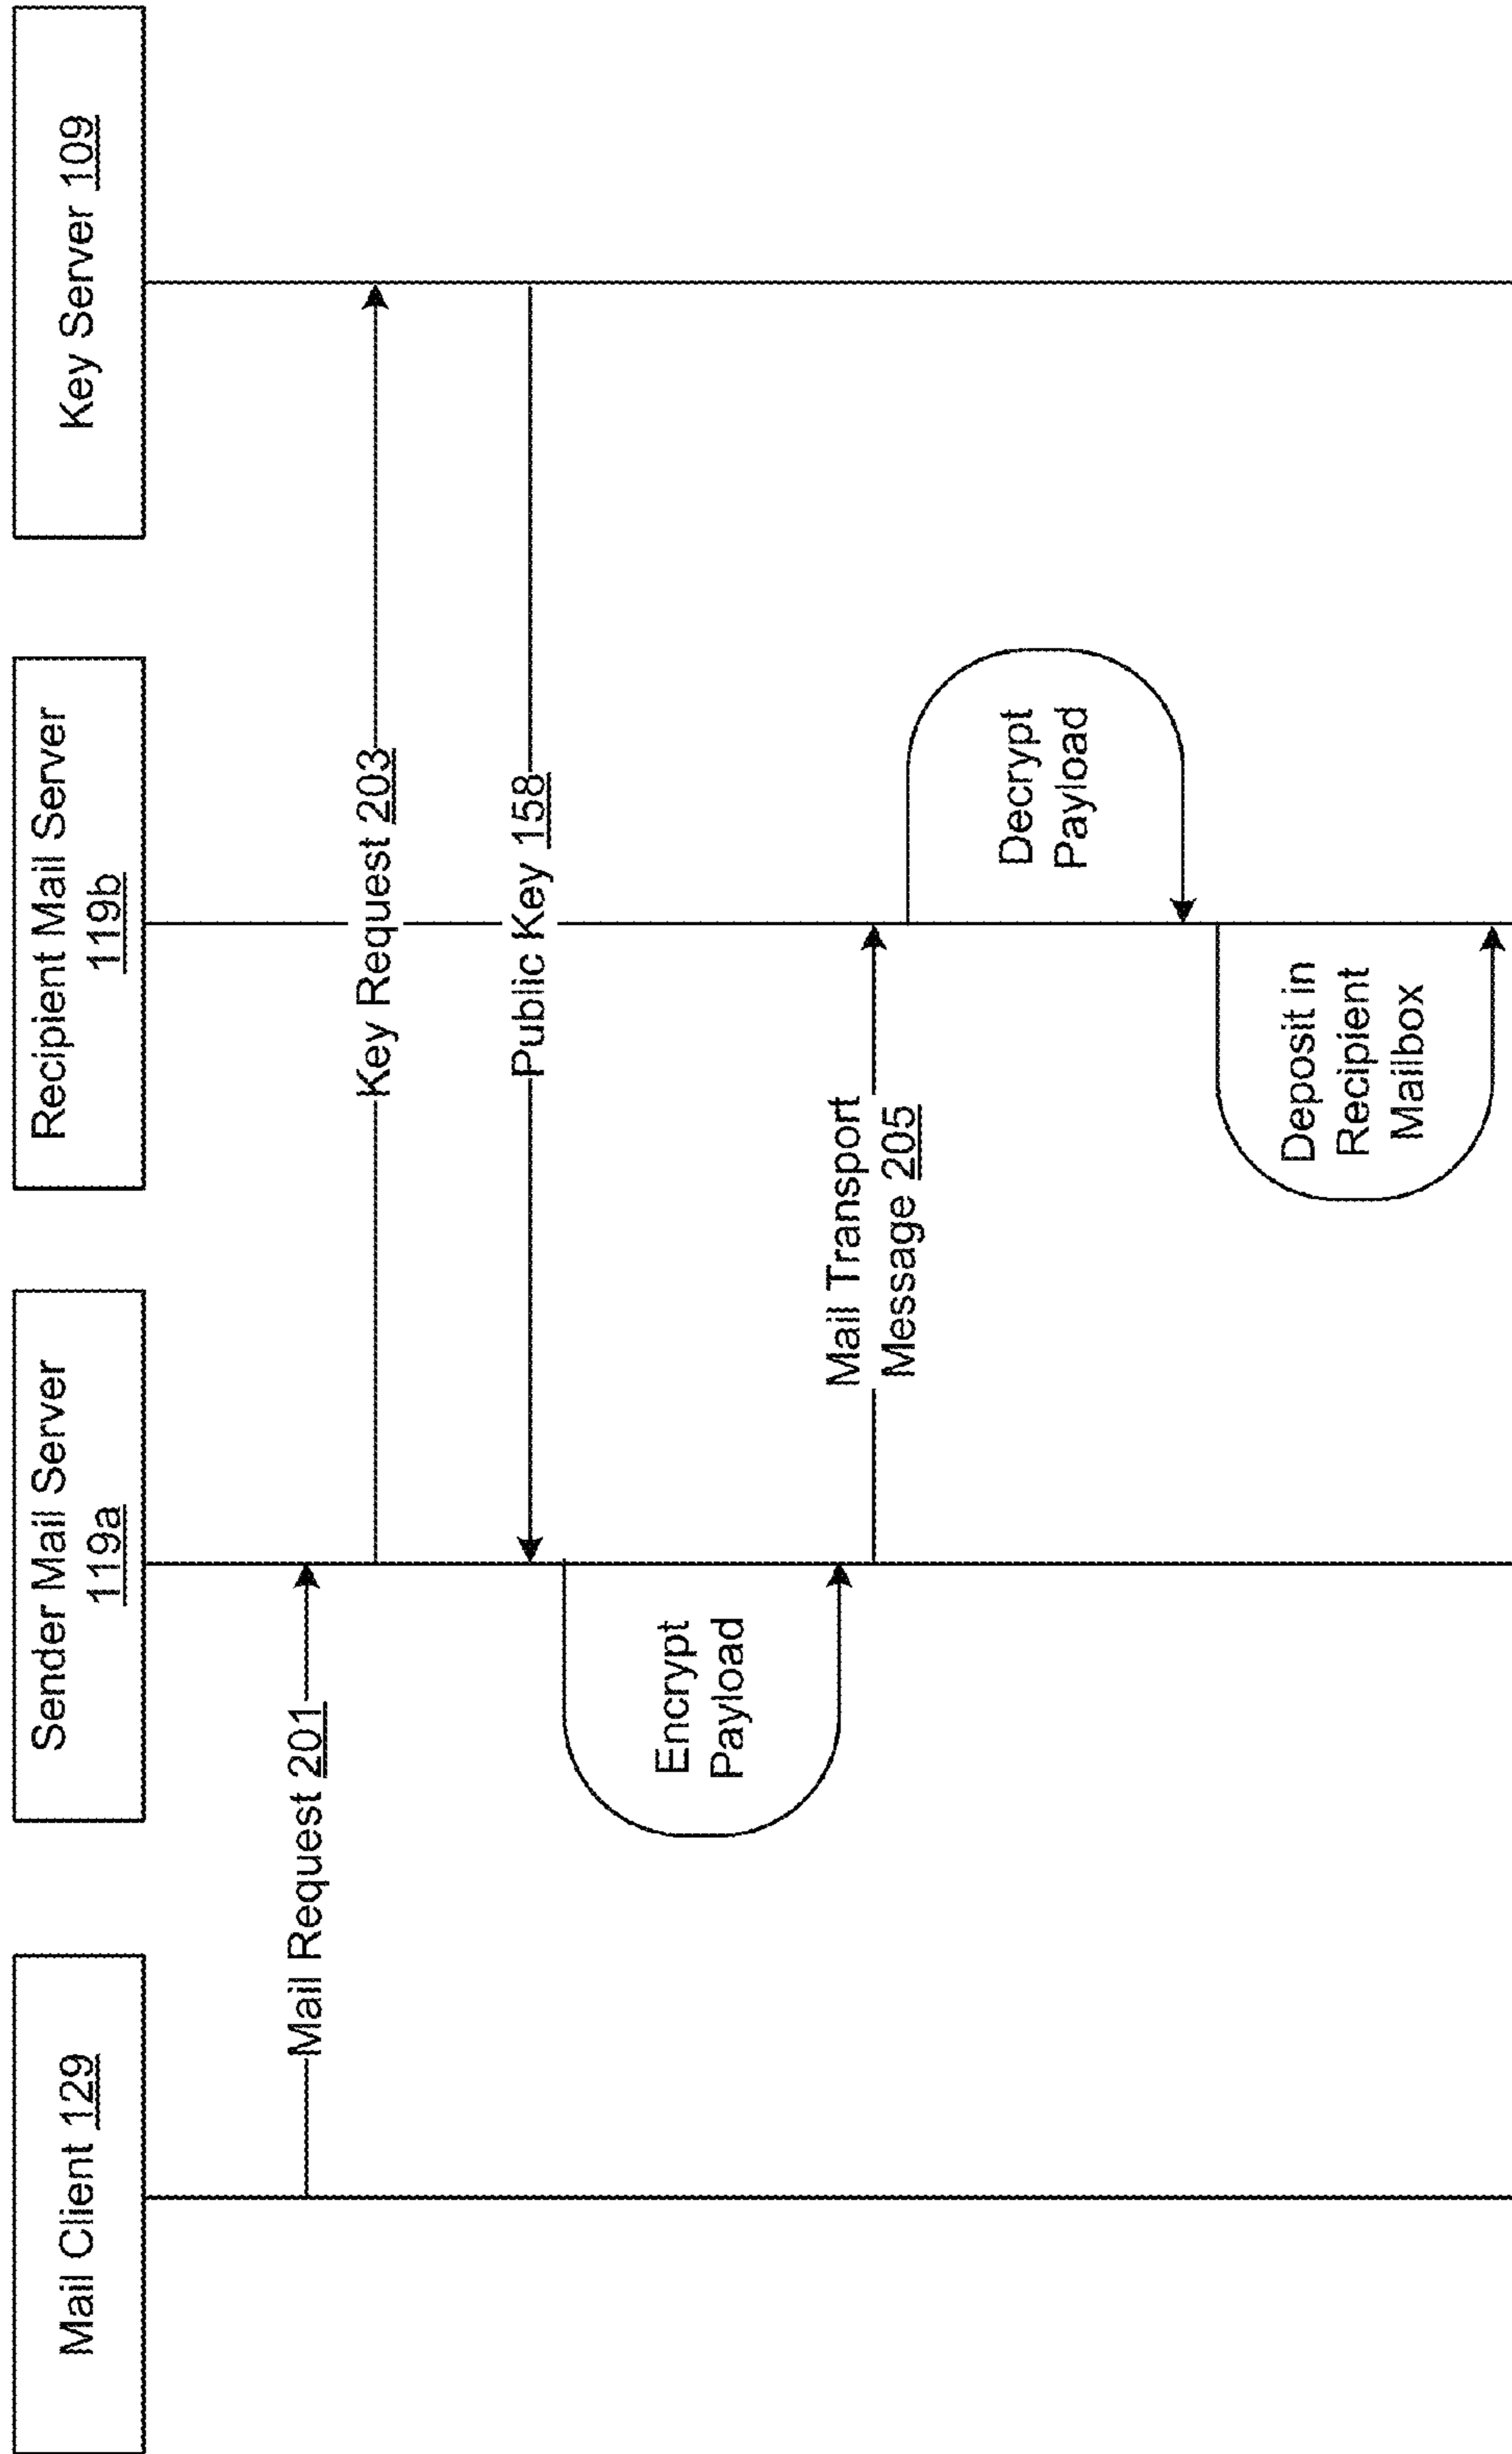 Mail Client 129
Sender Mail Server
119a
Recipient Mail Server
119b
Key Server 109
Mail Request 201
Key Request 203
Public Key 158
Encrypt
Payload
Mail Transport
Message 205
Decrypt
Payload
Deposit in
Recipient
Mailbox